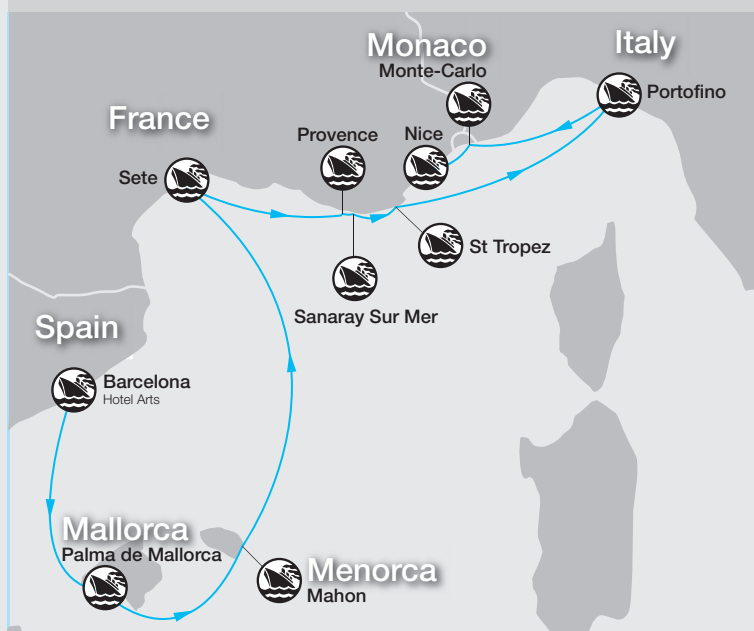 Monaco
Monte-Carlo
Italy
Portofino
France
Provence
Nice
Sete
St Tropez
Sanaray Sur Mer
Spain
Barcelona
Hotel Arts
Mallorca
Palma de Mallorca
Menorca
Mahon